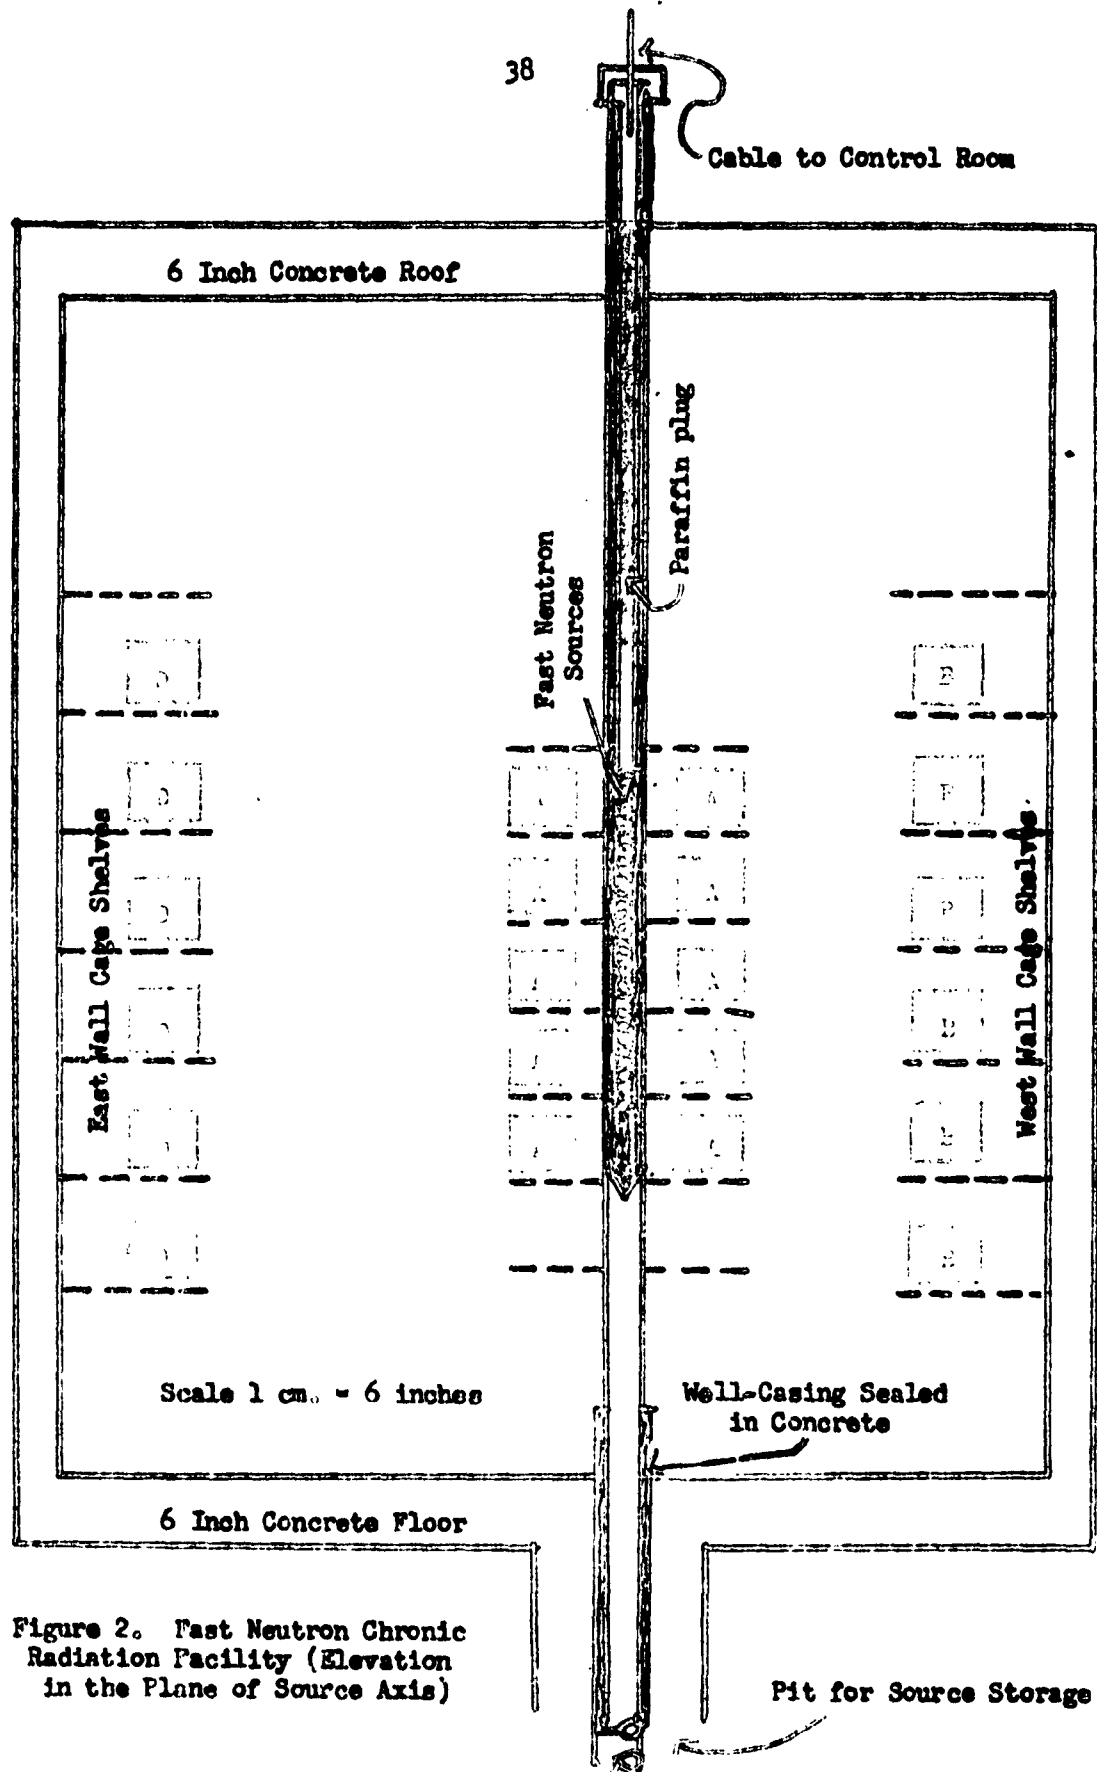 38
Cable to Control Room
6 Inch Concrete Roof
Paraffin plug
Fast Neutron
Sources
East Wall Cage Shelves
West Wall Cage Shelves
D
E
D
F
D
F
Scale 1 cm. = 6 inches
Well-Casing Sealed
in Concrete
6 Inch Concrete Floor
Figure 2. Fast Neutron Chronic
Radiation Facility (Elevation
in the Plane of Source Axis)
Pit for Source Storage